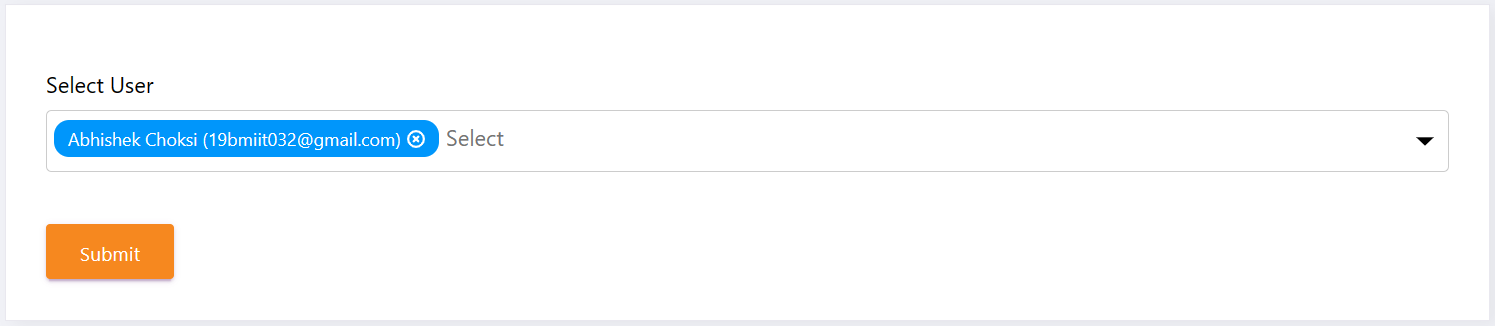 Select User
Abhishek Choksi (19bmiit032@gmail.com) Select
Submit